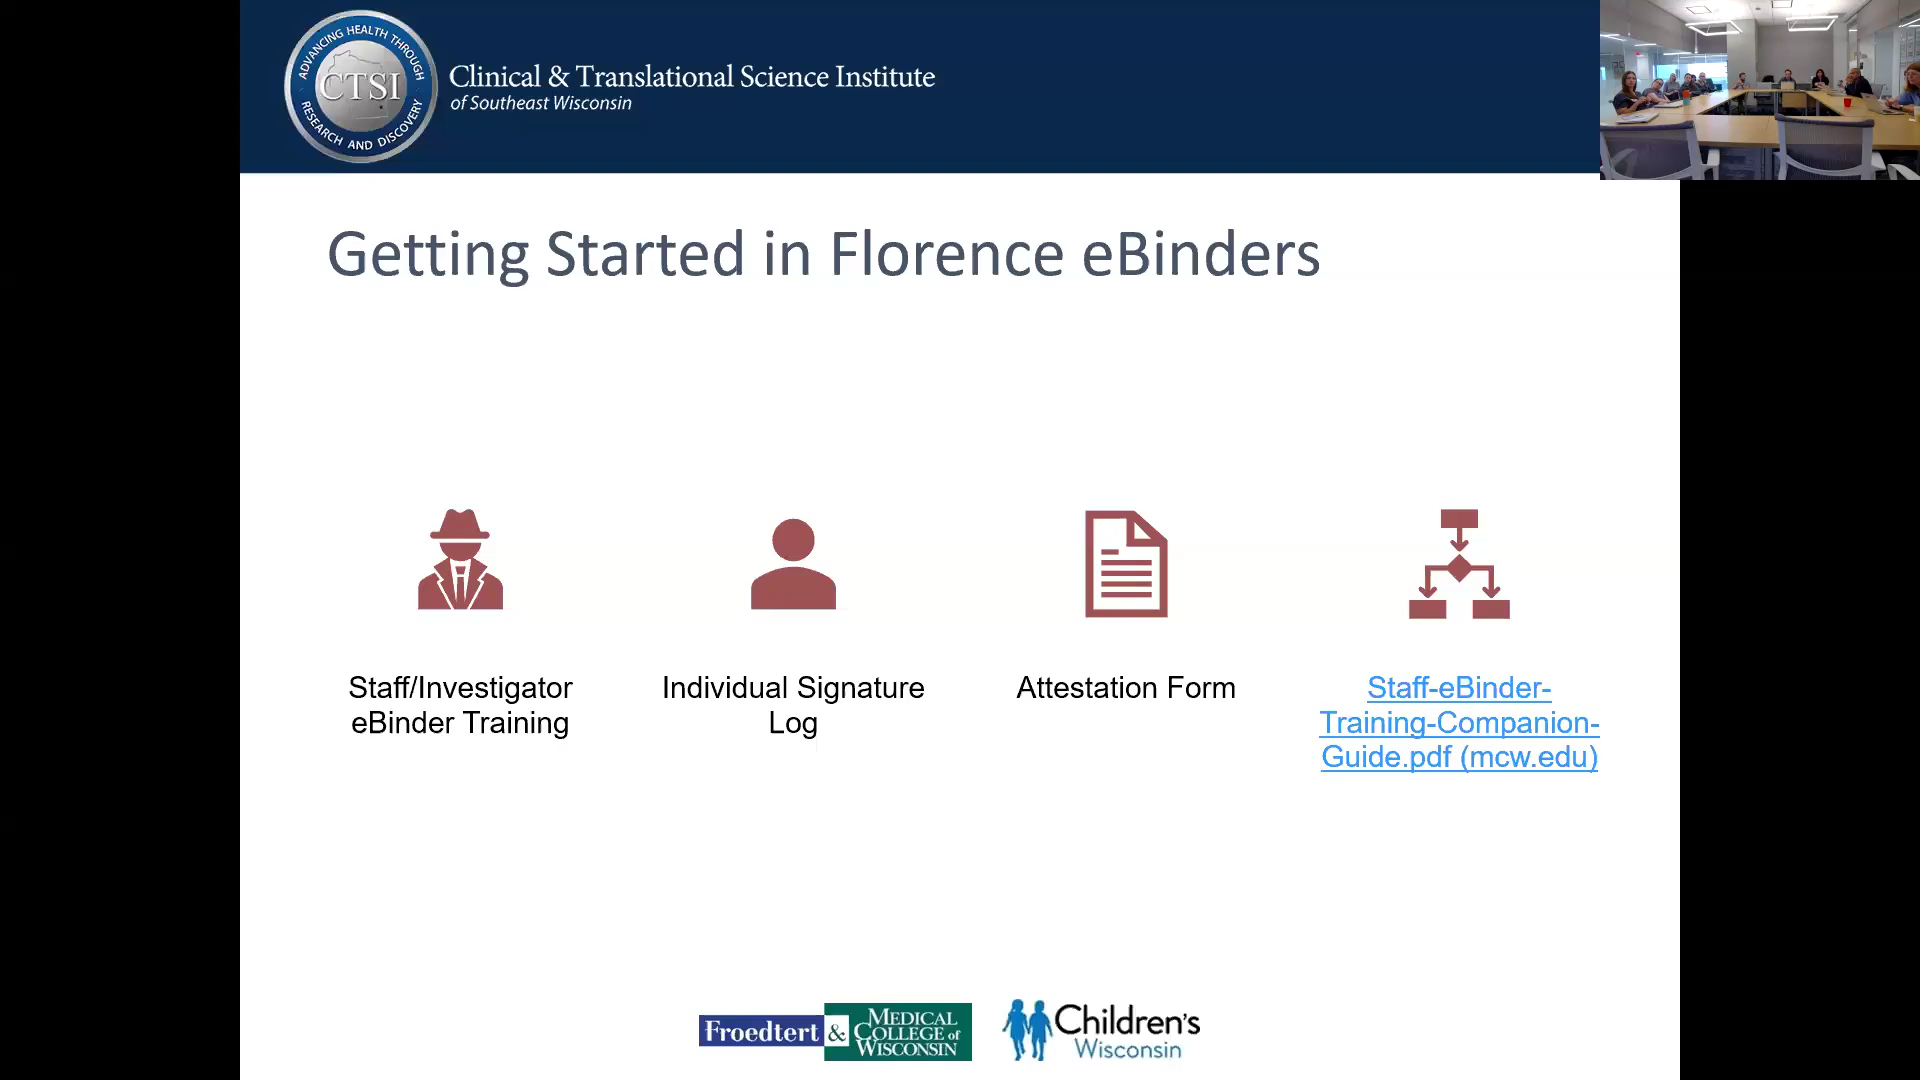 ADVANCING HEALTH THROUGH
CTSI
RESEARCH AND DISCOVERY
Clinical & Translational Science Institute
of Southeast Wisconsin
Getting Started in Florence eBinders
Staff/Investigator
eBinder Training
Individual Signature
Log
Attestation Form
Staff-eBinder-
Training-Companion-
Guide.pdf (mcw.edu)
Froedtert &
MEDICAL
COLLEGE of
WISCONSIN
Children's
Wisconsin